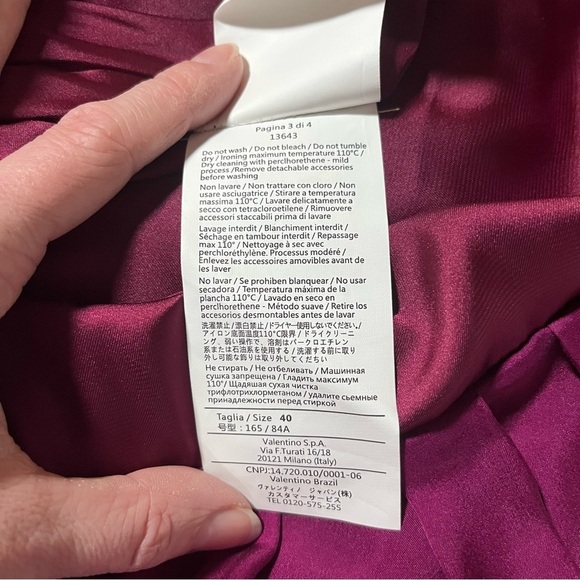 Pagina 3 di 4
13643
Do not wash / Do not bleach / Do not tumble
dry / Ironing maximum temperature 110°C /
Dry cleaning with perclhorethene - mild
process /Remove detachable accessories
before washing
Non lavare / Non trattare con cloro / Non
usare asciugatrice / Stirare a temperatura
massima 110°C / Lavare delicatamente a
secco con tetracloroetilene / Rimuovere
accesori staccabili prima di lavare
Lavage interdit / Blanchiment interdit /
Séchage en tambour interdit / Repassage
max 110° / Nettoyage à sec avec
perchloréthylène. Processus modéré /
Enlevez les accessoires amovibles avant de
les laver
No lavar / Se prohiben blanquear / No usar
secadora / Temperatura máxima de la
plancha 110°C / Lavado en seco en
percloroethylene - Método suave / Retire los
accesorios desmontables antes de lavar
洗濯禁止/漂白禁止/ドライヤー使用しないでください。/
アイロン底面温度110°C限界 / ドライクリーニ
ング、弱い操作で、溶剤はパークロエチレン
系または石油系を使用する / 洗濯する前に取り
外し可能な飾りは取り外してください
Не стирать / Не отбеливать / Машинная
сушка запрещена / Гладить максимум
110°/ Щадяшая сухая чистка
трифлотрихлорметаном / удалите съемные
принадлежности перед стиркой
Taglia / Size 40
号型 : 165 / 84A
Valentino S.p.A.
Via F.Turati 16/18
20121 Milano (Italy)
CNPJ:14.720.010/0001-06
Valentino Brazil
ヴァレンティノ ジャパン(株)
カスタマーサービス
TEL 0120-575-255